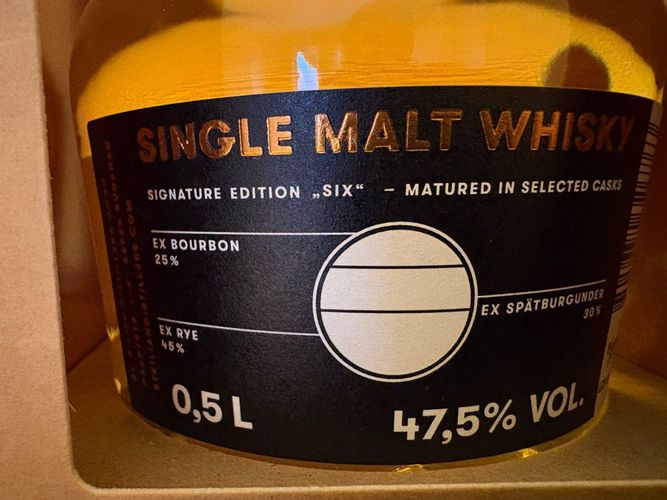 SINGLE MALT WHISKY
SIGNATURE EDITION „SIX“ – MATURED IN SELECTED CASKS
EX BOURBON
25%
EX SPÄTBURGUNDER
30%
EX RYE
45%
0,5 L
47,5% VOL.